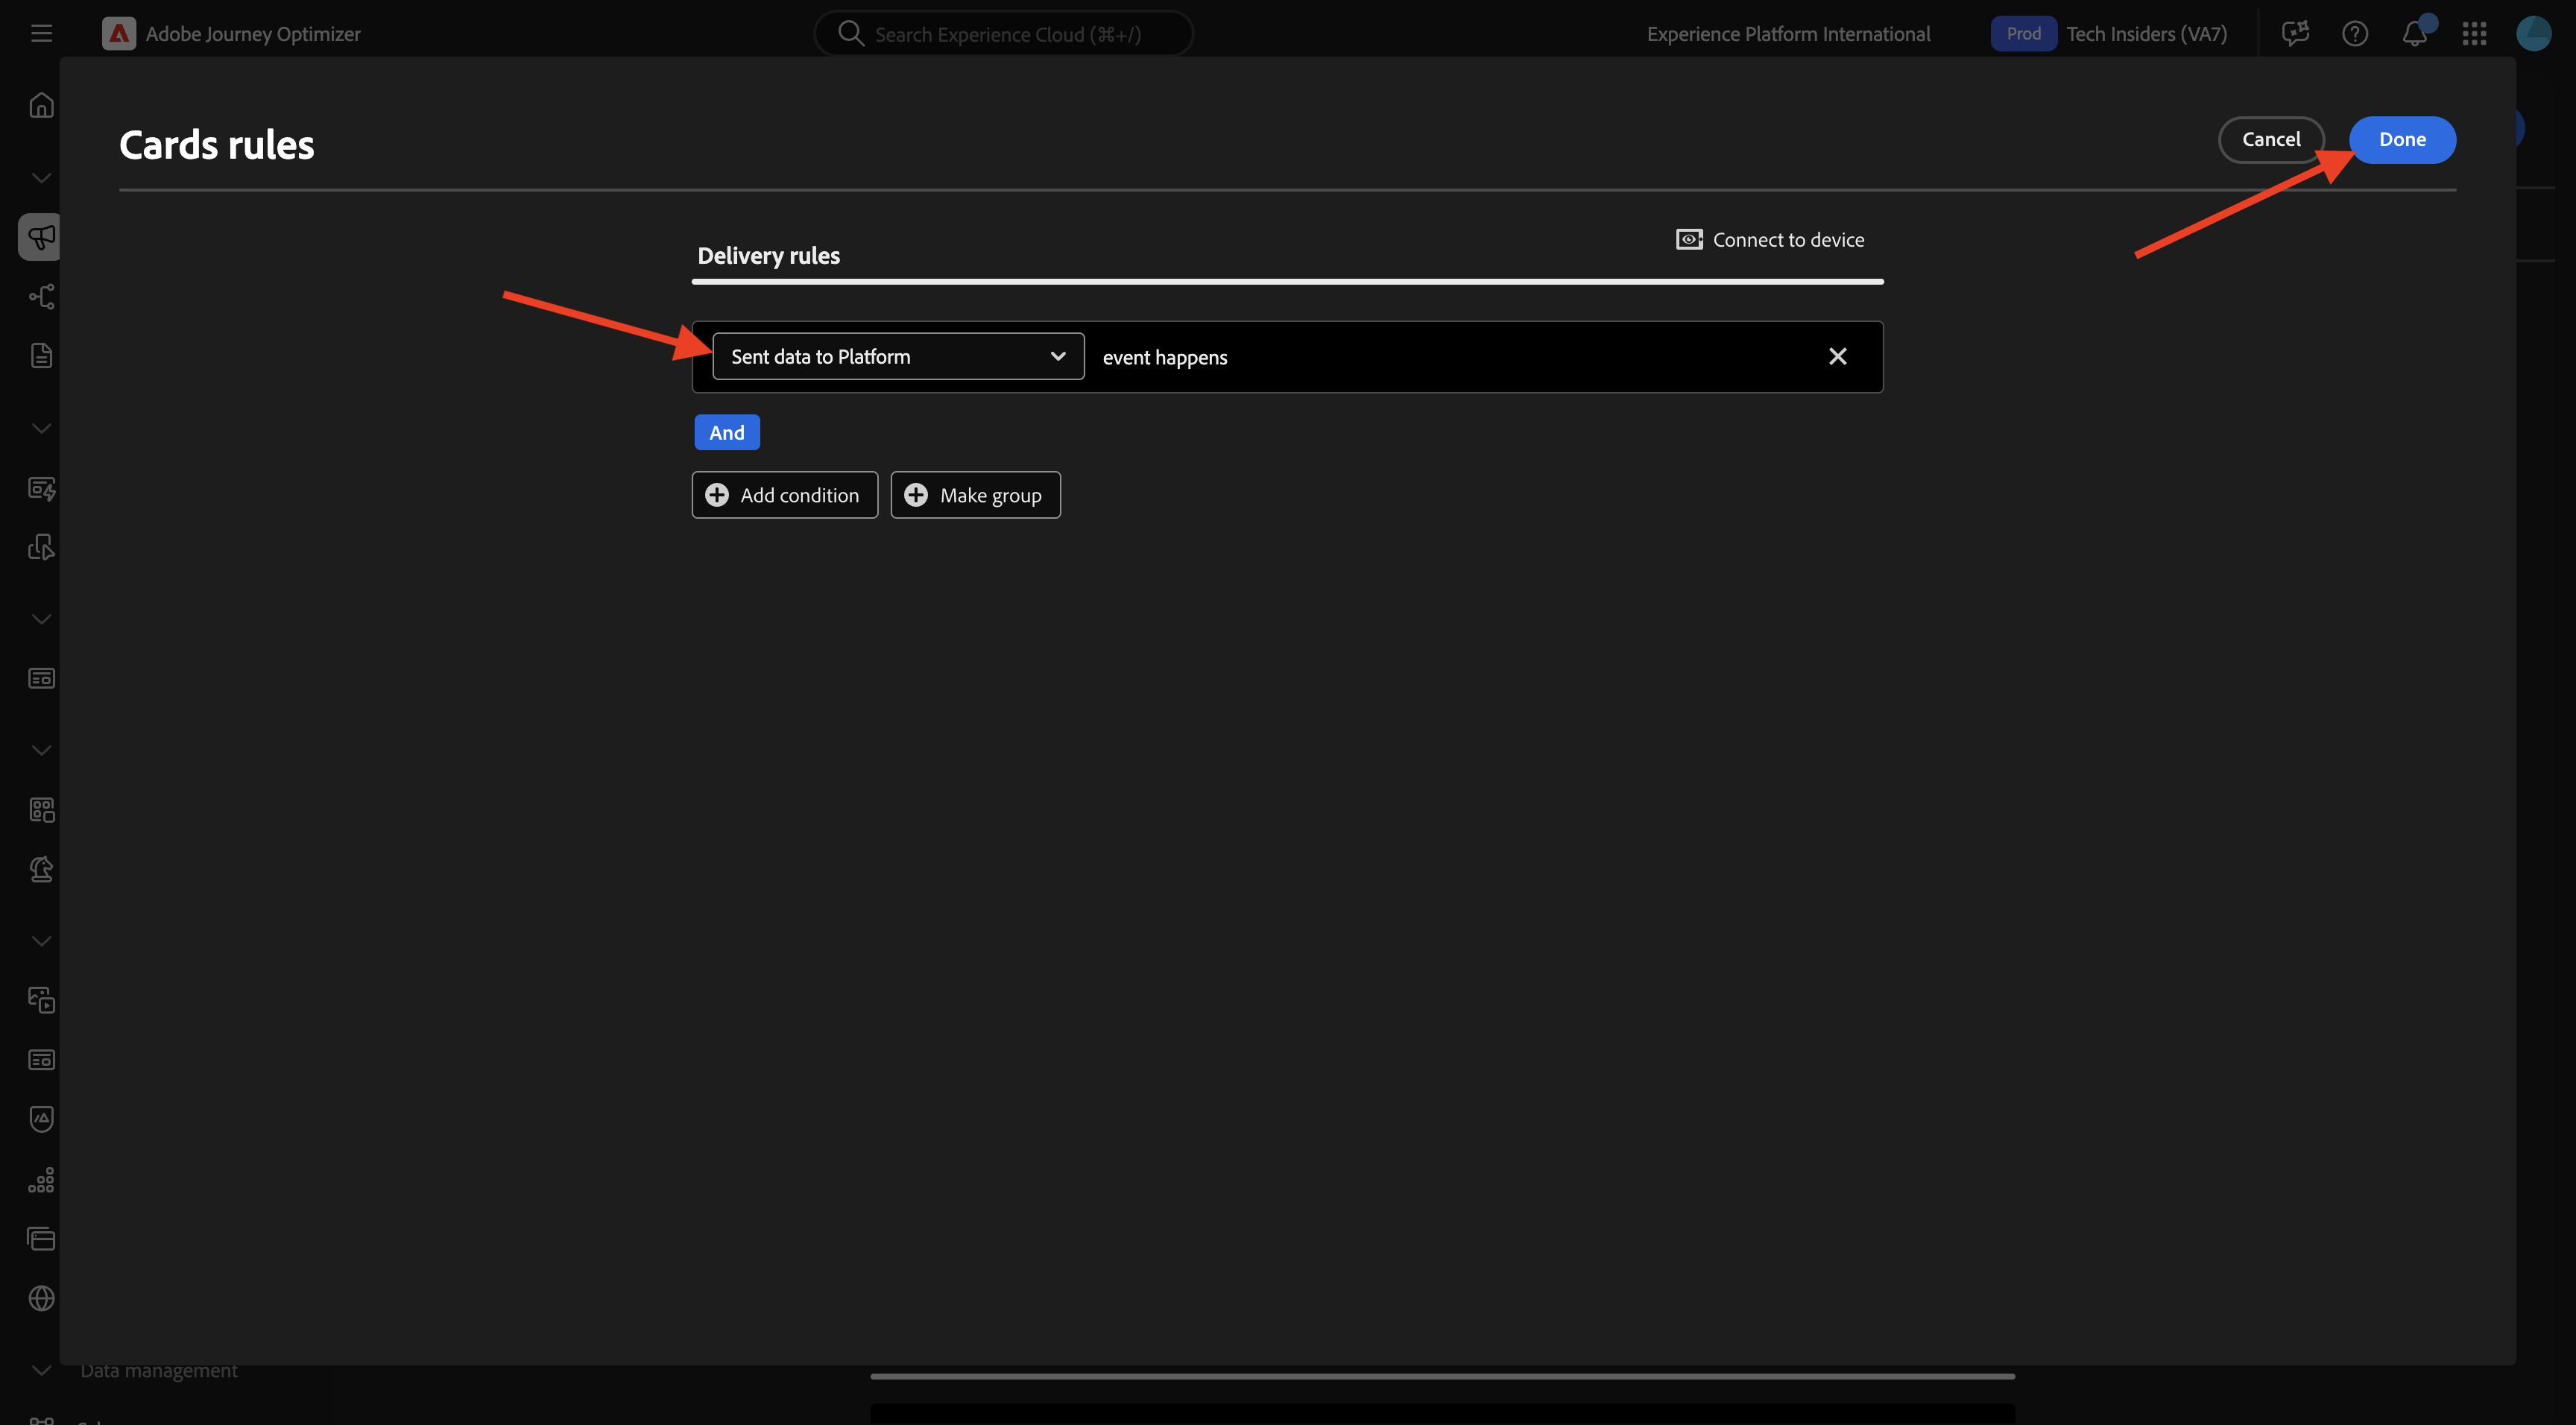 Adobe Journey Optimizer
Search Experience Cloud (⌘+/)
Experience Platform International
Prod
Tech Insiders (VA7)
Cards rules
Cancel
Done
Delivery rules
Connect to device
Sent data to Platform
event happens
And
Add condition
Make group
Data management